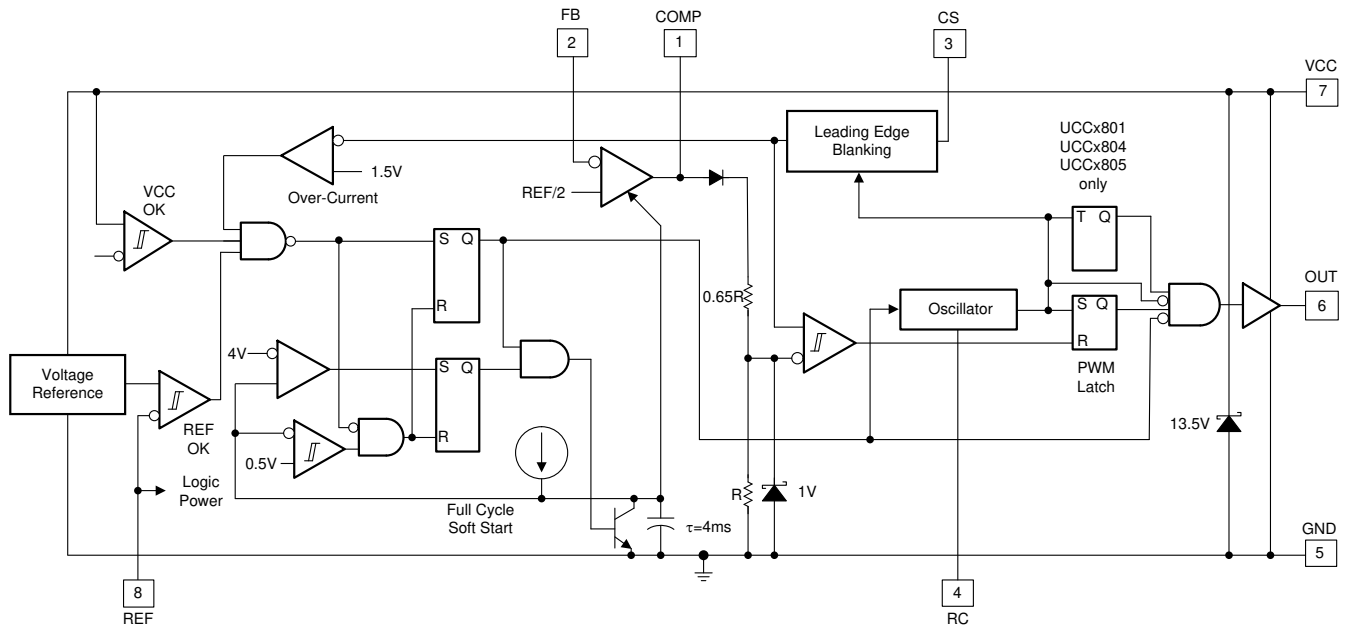 FB
COMP
CS
2
1
3
VCC
7
Leading Edge
Blanking
UCCx801
UCCx804
UCCx805
only
1.5V
Over-Current
REF/2
VCC
OK
T Q
S Q
R
OUT
6
0.65R
Oscillator
S Q
R
PWM
Latch
4V
Voltage
Reference
S Q
R
REF
OK
0.5V
13.5V
Logic
Power
Full Cycle
Soft Start
R
1V
τ=4ms
GND
5
8
REF
4
RC